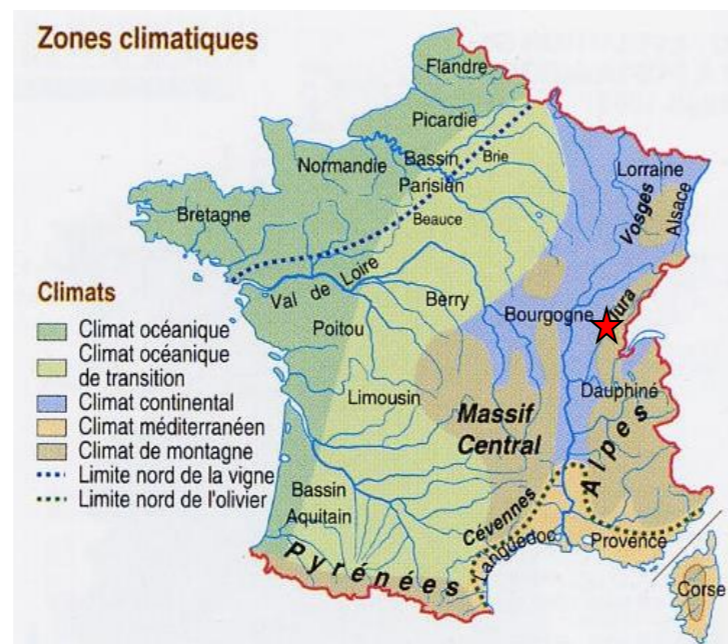 Zones climatiques
Flandre
Picardie
Normandie
Bassin
Parisien
Brie
Lorraine
Vosges
Alsace
Bretagne
Beauce
Val de Loire
Berry
Bourgogne
Jura
Poitou
Limousin
Massif
Central
Dauphiné
Alpes
Bassin
Aquitain
Cévennes
Languedoc
Provence
Pyrénées
Corse
Climats
Climat océanique
Climat océanique
de transition
Climat continental
Climat méditerranéen
Climat de montagne
Limite nord de la vigne
Limite nord de l'olivier